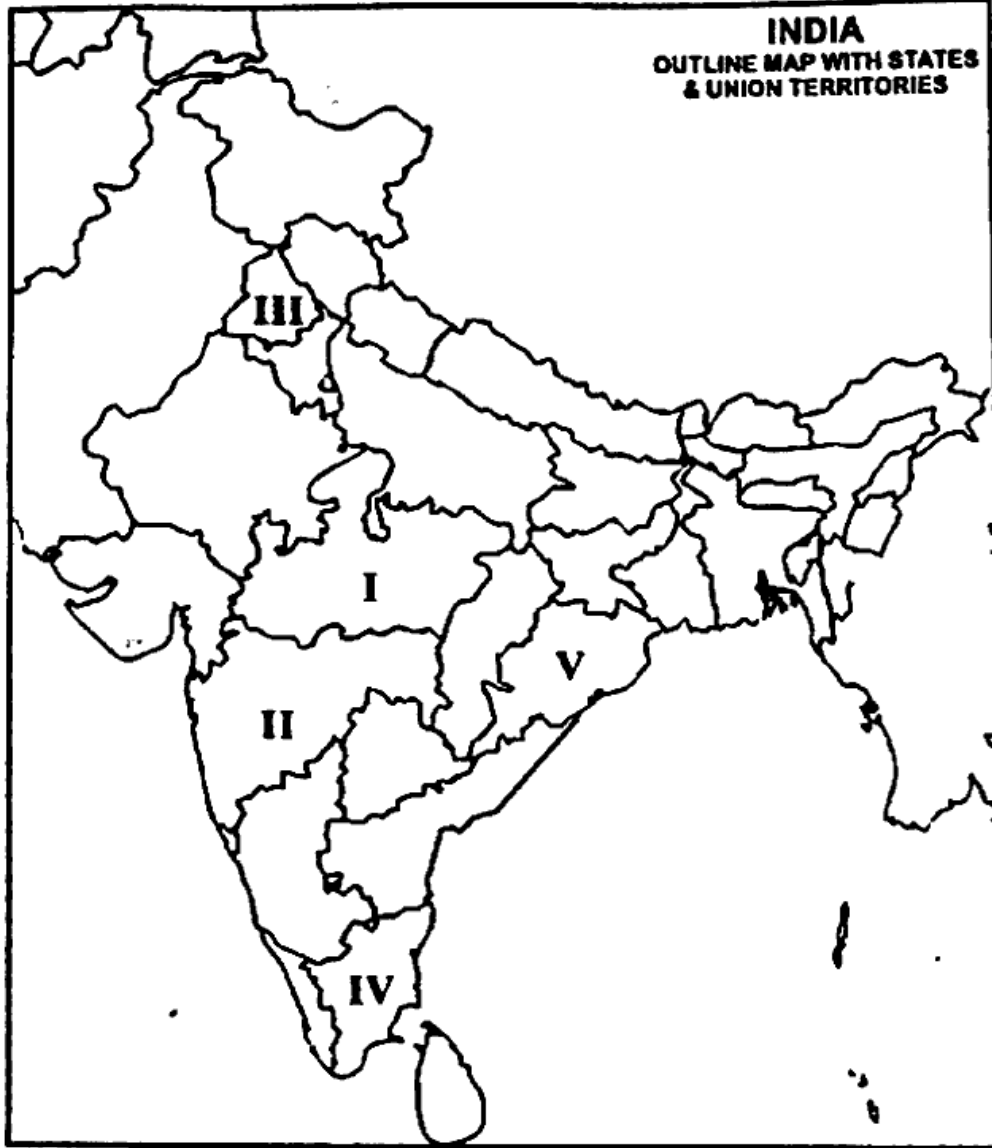 INDIA
OUTLINE MAP WITH STATES
& UNION TERRITORIES
III
I
V
II
IV